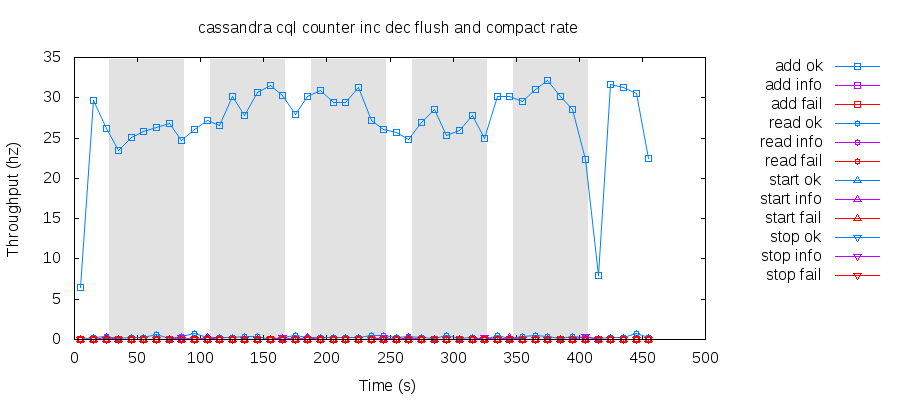 cassandra cql counter inc dec flush and compact rate
35
30
25
20
15
10
5
0
Throughput (hz)
0 50 100 150 200 250 300 350 400 450 500
Time (s)
add ok
add info
add fail
read ok
read info
read fail
start ok
start info
start fail
stop ok
stop info
stop fail